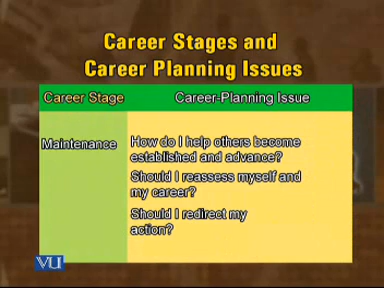 Career Stages and
Career Planning Issues
Career Stage
Career-Planning Issue
Maintenance
How do I help others become
established and advance?
Should I reassess myself and
my career?
Should I redirect my
action?
VU